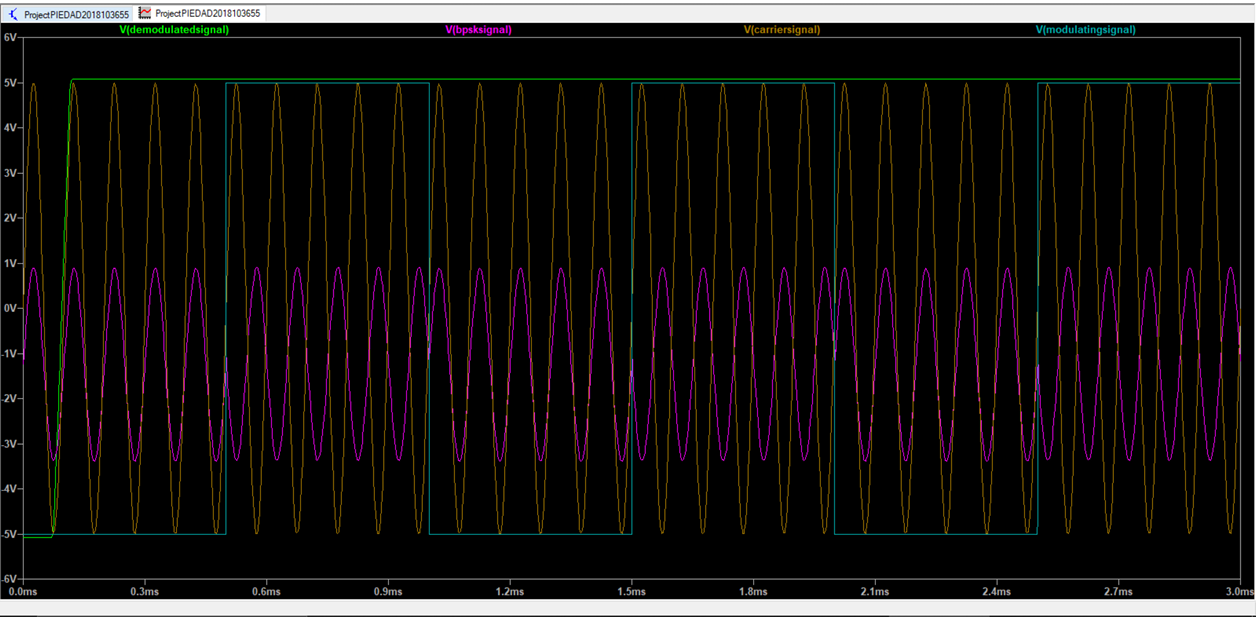 ProjectPIEDAD2018103655 ProjectPIEDAD2018103655
V(demodulatedsignal) V(bpsksignal) V(carriersignal) V(modulatingsignal)
6V
5V
4V
3V
2V
1V
0V
-1V
-2V
-3V
-4V
-5V
-6V
0.0ms 0.3ms 0.6ms 0.9ms 1.2ms 1.5ms 1.8ms 2.1ms 2.4ms 2.7ms 3.0ms